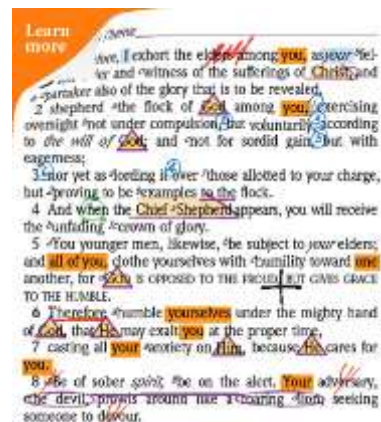 Learn
more
I exhort the elders among you, as your fel-
and witness of the sufferings of Christ, and
partaker also of the glory that is to be revealed,
2 shepherd the flock of God among you, exercising
oversight not under compulsion, but voluntarily, according
to the will of God; and not for sordid gain, but with
eagerness;
3 nor yet as lording it over those allotted to your charge,
but proving to be examples to the flock.
4 And when the Chief Shepherd appears, you will receive
the unfading crown of glory.
5 You younger men, likewise, be subject to your elders;
and all of you, clothe yourselves with humility toward one
another, for GOD IS OPPOSED TO THE PROUD, BUT GIVES GRACE
TO THE HUMBLE.
6 Therefore humble yourselves under the mighty hand
of God, that He may exalt you at the proper time,
7 casting all your anxiety on Him, because He cares for
you.
8 Be of sober spirit, be on the alert. Your adversary,
the devil, prowls around like a roaring lion, seeking
someone to devour.